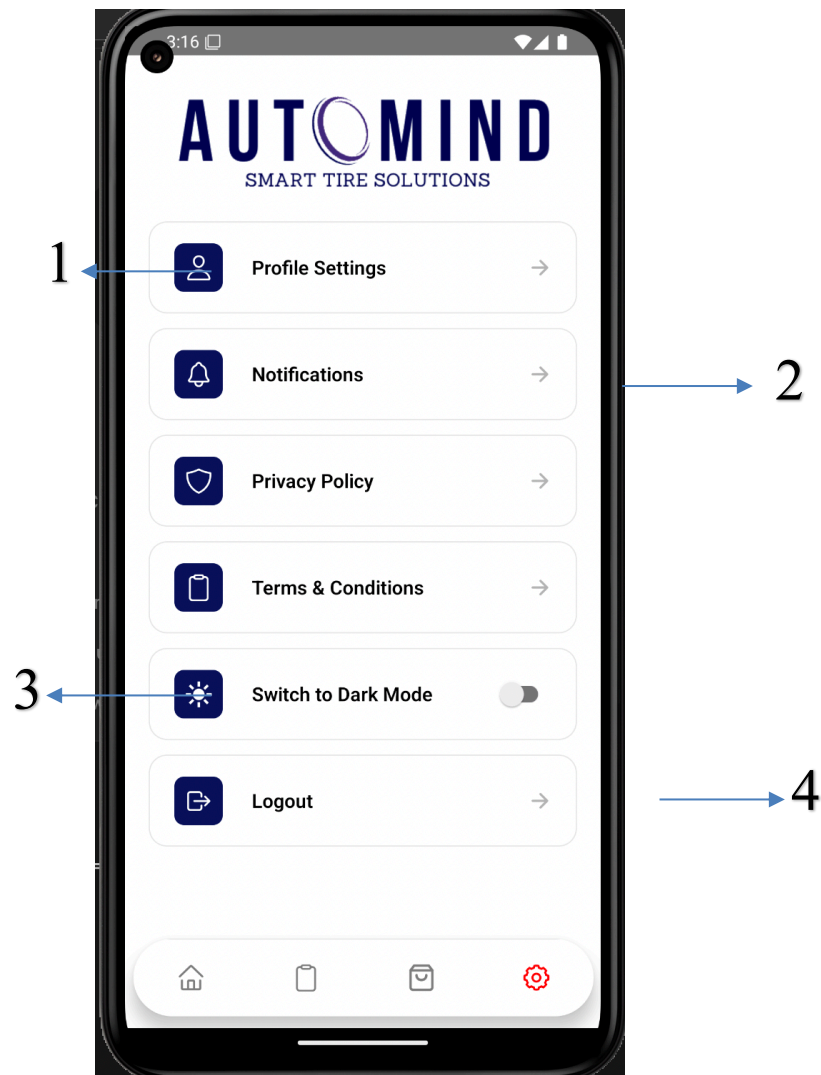 3:16
AUTOMIND
SMART TIRE SOLUTIONS
1
Profile Settings
Notifications
2
Privacy Policy
Terms & Conditions
3
Switch to Dark Mode
4
Logout